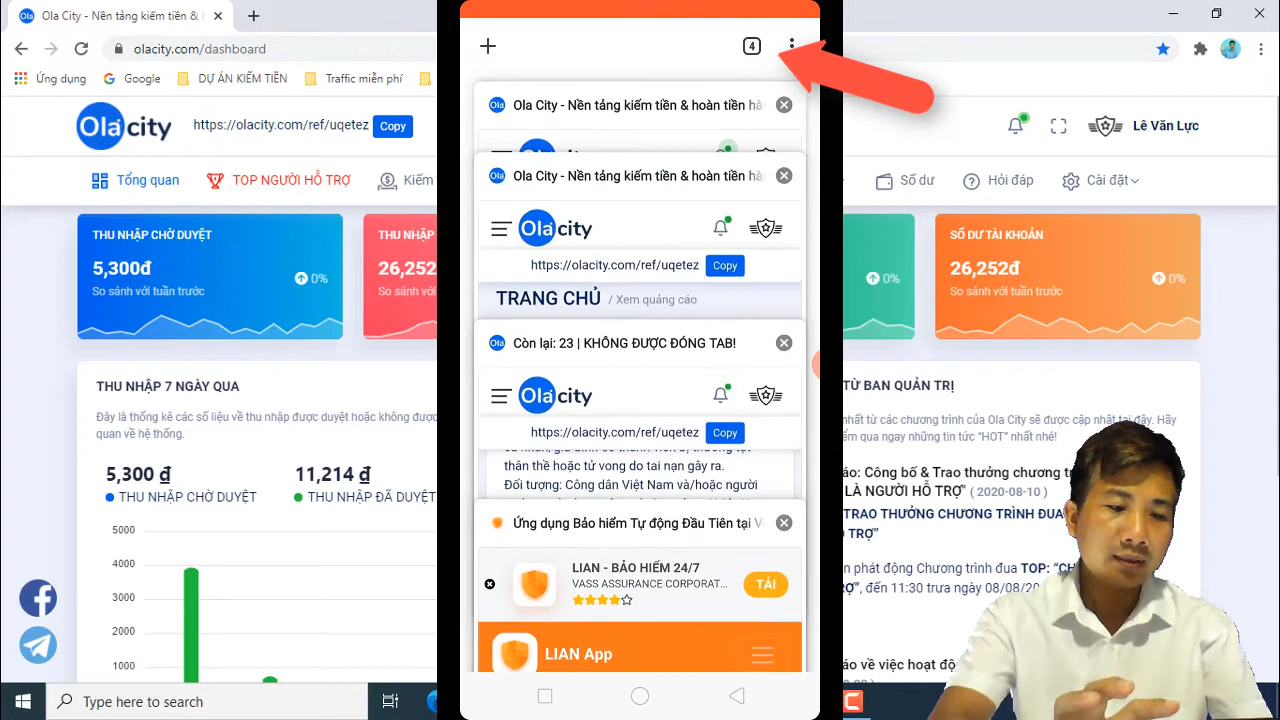 Ola City - Nền tảng kiếm tiền &
olacity.com/dashboard
Ứng dụng
Google
DỰ ÁN KIẾM TIỀN
Traffic miễn phí
Olacity
https://olacity.com/ref/uqetez
Copy
Lê Văn Lực
Tổng quan
TOP NGƯỜI HỖ TRỢ
Kiếm
Số dư
Hỏi đáp
Cài đặt
THU NHẬP CHỜ DUYỆT
5,300đ
0%
So sánh với tuần trước
THU NHẬP
26,252
So sánh với
0%
SỐ DƯ TÀI KHOẢN
26,252đ
0%
So sánh với tuần trước
THU NHẬP 7 NGÀY QUA
Đây là thống kê các số liệu về thu nhập được duyệt hoặc không được
quan về hệ thống.
5,300 đ
THU NHẬP CHỜ DUYỆT
11,214 đ
THU NHẬP ĐÃ DUYỆT
5000
4000
3000
2000
1000
4
Ola City - Nền tảng kiếm tiền & hoàn tiền hà
Ola City - Nền tảng kiếm tiền & hoàn tiền hà
Olacity
https://olacity.com/ref/uqetez
Copy
TRANG CHỦ / Xem quảng cáo
Còn lại: 23 | KHÔNG ĐƯỢC ĐÓNG TAB!
Olacity
https://olacity.com/ref/uqetez
Copy
thân thể hoặc tử vong do tai nạn gây ra.
Đối tượng: Công dân Việt Nam và/hoặc người
Ứng dụng Bảo hiểm Tự động Đầu Tiên tại V
LIAN - BẢO HIỂM 24/7
VASS ASSURANCE CORPORAT...
TẢI
LIAN App
TỪ BAN QUẢN TRỊ
nhất từ các chương trình của Ola City sẽ được cập nhật tại đây. Hãy
điểm qua ngay những tin tức "HOT" nhất nhé!
áo: Công bố & Trao thưởng chương tr
LÀ NGƯỜI HỖ TRỢ" ( 2020-08-10 )
TRAO THƯỞNG CHƯƠNG TRÌNH ĐUA
RỢ"
n phát động Chương trình đua TOP: "CH
RỢ", đến 11:30 trưa ngày 08/08/
áo về việc hoạt độ
Type here to search